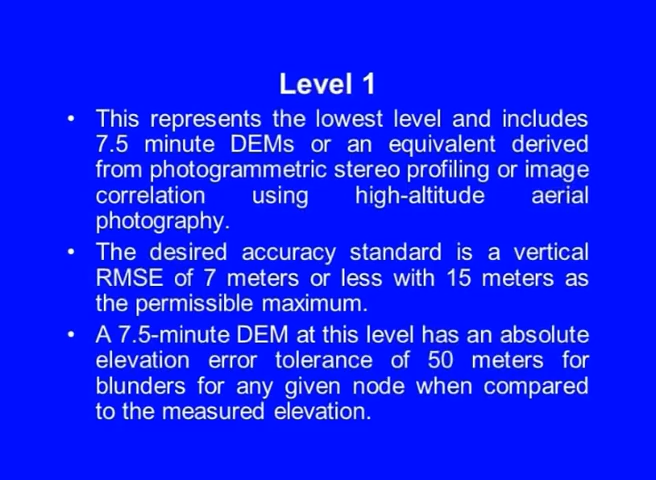 Level 1
• This represents the lowest level and includes
7.5 minute DEMs or an equivalent derived
from photogrammetric stereo profiling or image
correlation using high-altitude aerial
photography.
• The desired accuracy standard is a vertical
RMSE of 7 meters or less with 15 meters as
the permissible maximum.
• A 7.5-minute DEM at this level has an absolute
elevation error tolerance of 50 meters for
blunders for any given node when compared
to the measured elevation.